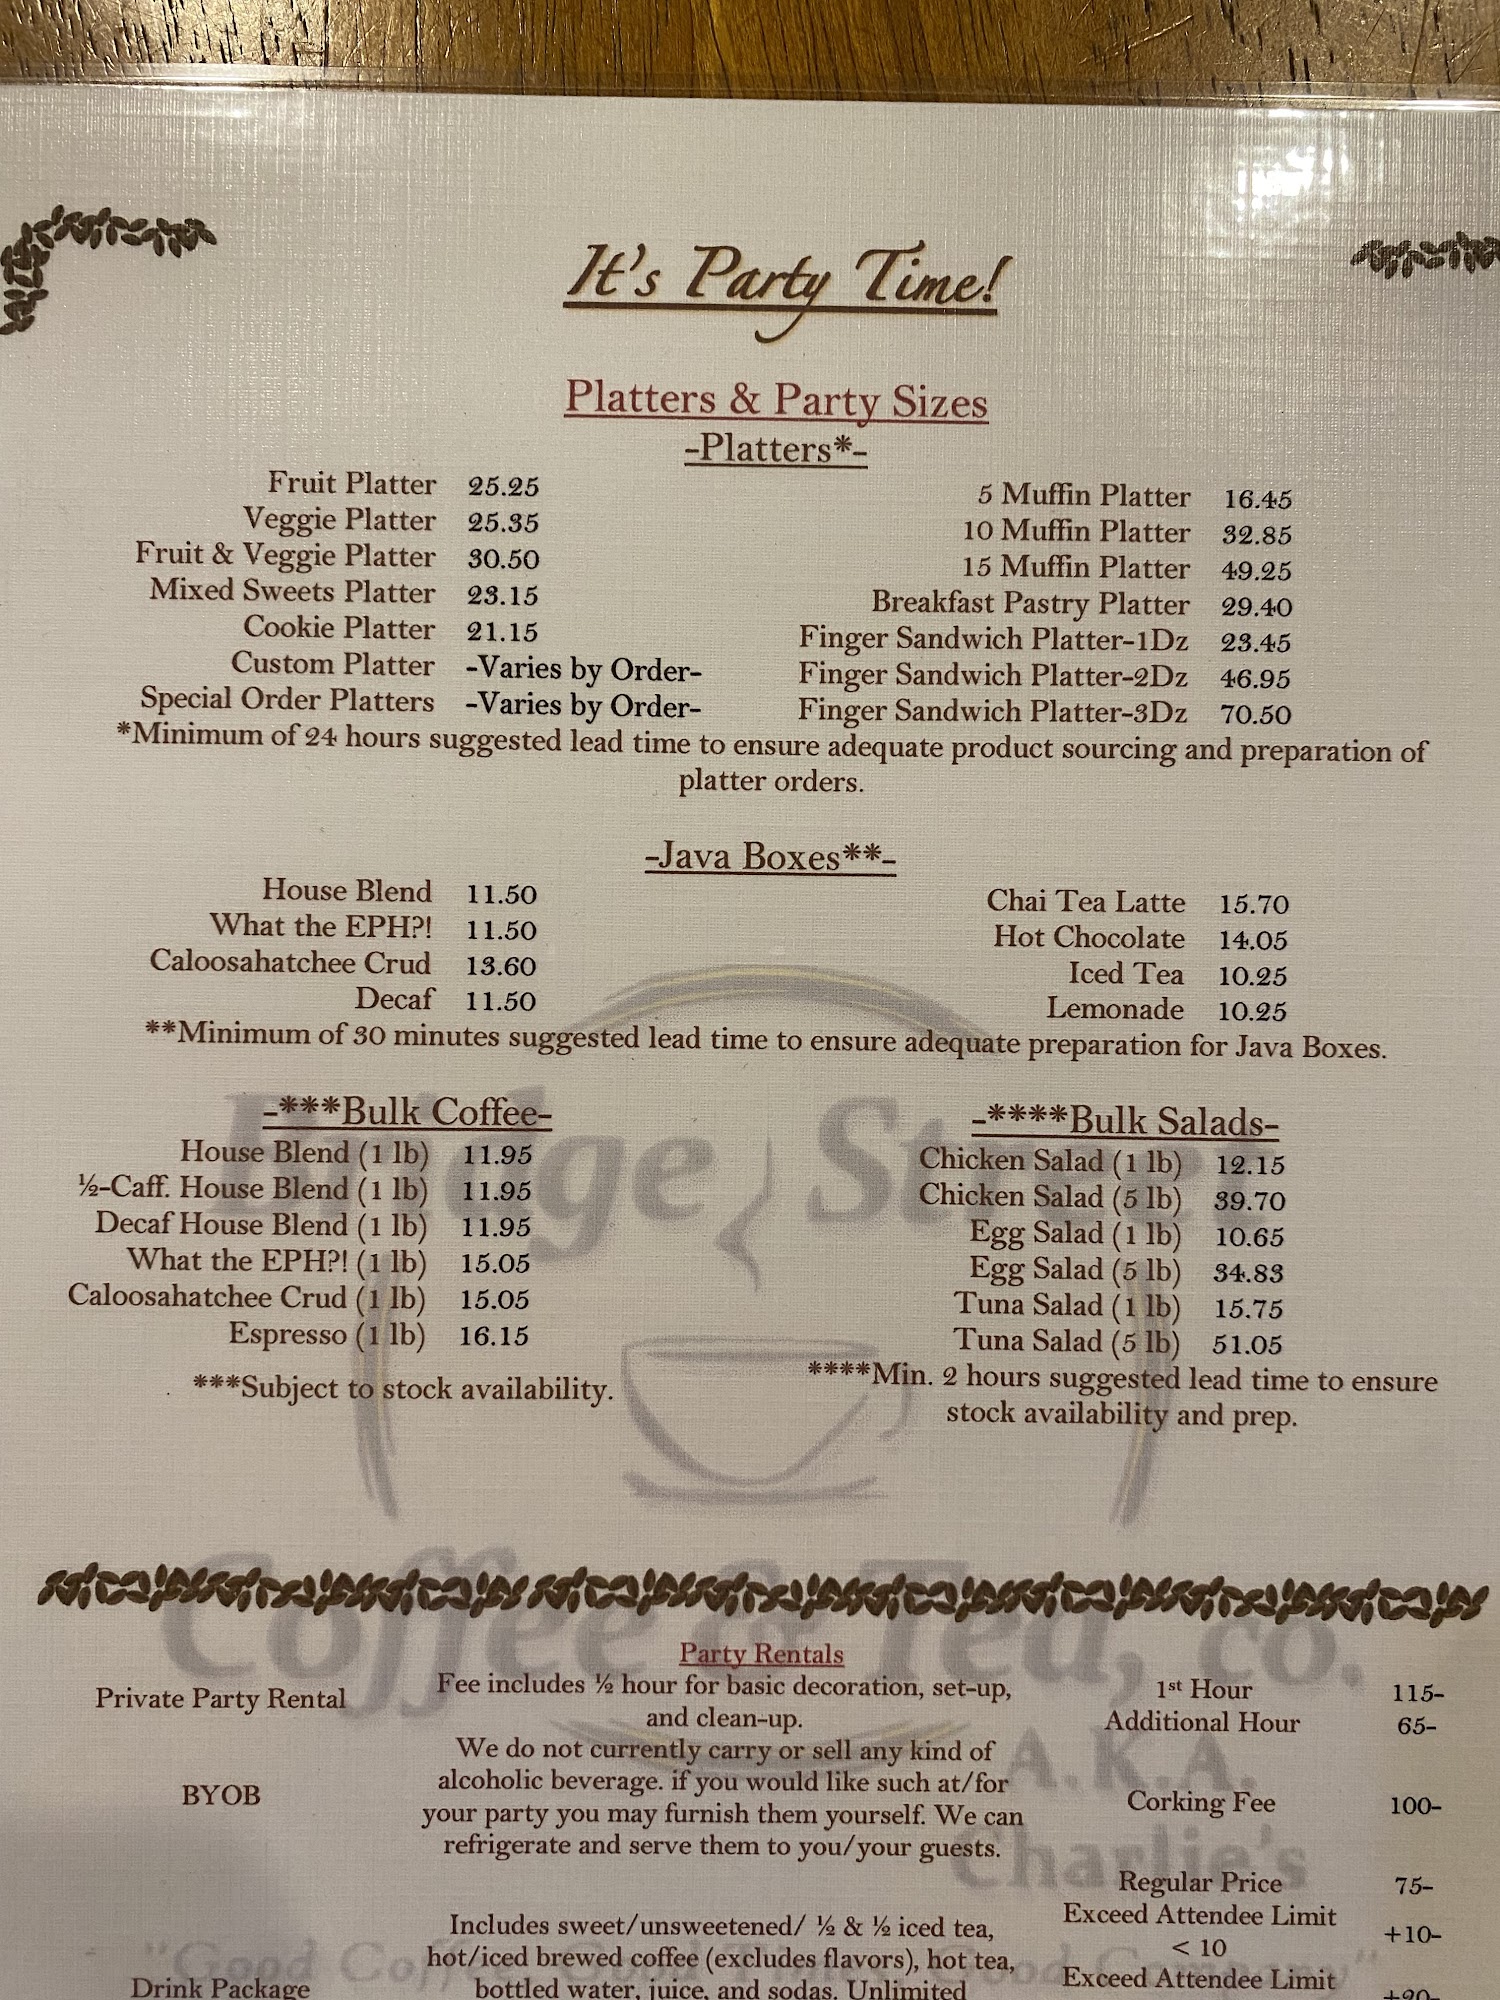 It's Party Time!
Platters & Party Sizes
-Platters*-
Fruit Platter 25.25
Veggie Platter 25.35
Fruit & Veggie Platter 30.50
Mixed Sweets Platter 23.15
Cookie Platter 21.15
Custom Platter -Varies by Order-
Special Order Platters -Varies by Order-
5 Muffin Platter 16.45
10 Muffin Platter 32.85
15 Muffin Platter 49.25
Breakfast Pastry Platter 29.40
Finger Sandwich Platter-1Dz 23.45
Finger Sandwich Platter-2Dz 46.95
Finger Sandwich Platter-3Dz 70.50
*Minimum of 24 hours suggested lead time to ensure adequate product sourcing and preparation of
platter orders.
-Java Boxes**-
House Blend 11.50
What the EPH?! 11.50
Caloosahatchee Crud 13.60
Decaf 11.50
Chai Tea Latte 15.70
Hot Chocolate 14.05
Iced Tea 10.25
Lemonade 10.25
**Minimum of 30 minutes suggested lead time to ensure adequate preparation for Java Boxes.
-***Bulk Coffee-
House Blend (1 lb) 11.95
½-Caff. House Blend (1 lb) 11.95
Decaf House Blend (1 lb) 11.95
What the EPH?! (1 lb) 15.05
Caloosahatchee Crud (1 lb) 15.05
Espresso (1 lb) 16.15
***Subject to stock availability.
-****Bulk Salads-
Chicken Salad (1 lb) 12.15
Chicken Salad (5 lb) 39.70
Egg Salad (1 lb) 10.65
Egg Salad (5 lb) 34.83
Tuna Salad (1 lb) 15.75
Tuna Salad (5 lb) 51.05
****Min. 2 hours suggested lead time to ensure
stock availability and prep.
Street
Coffee & Tea, co.
A.K.A.
Charlie's
Party Rentals
Private Party Rental
Fee includes ½ hour for basic decoration, set-up,
and clean-up.
1st Hour 115-
Additional Hour 65-
BYOB
We do not currently carry or sell any kind of
alcoholic beverage. if you would like such at/for
your party you may furnish them yourself. We can
refrigerate and serve them to you/your guests.
Corking Fee 100-
Drink Package
Includes sweet/unsweetened/ ½ & ½ iced tea,
hot/iced brewed coffee (excludes flavors), hot tea,
bottled water, juice, and sodas. Unlimited
Regular Price 75-
Exceed Attendee Limit
< 10 +10-
Exceed Attendee Limit
+20-